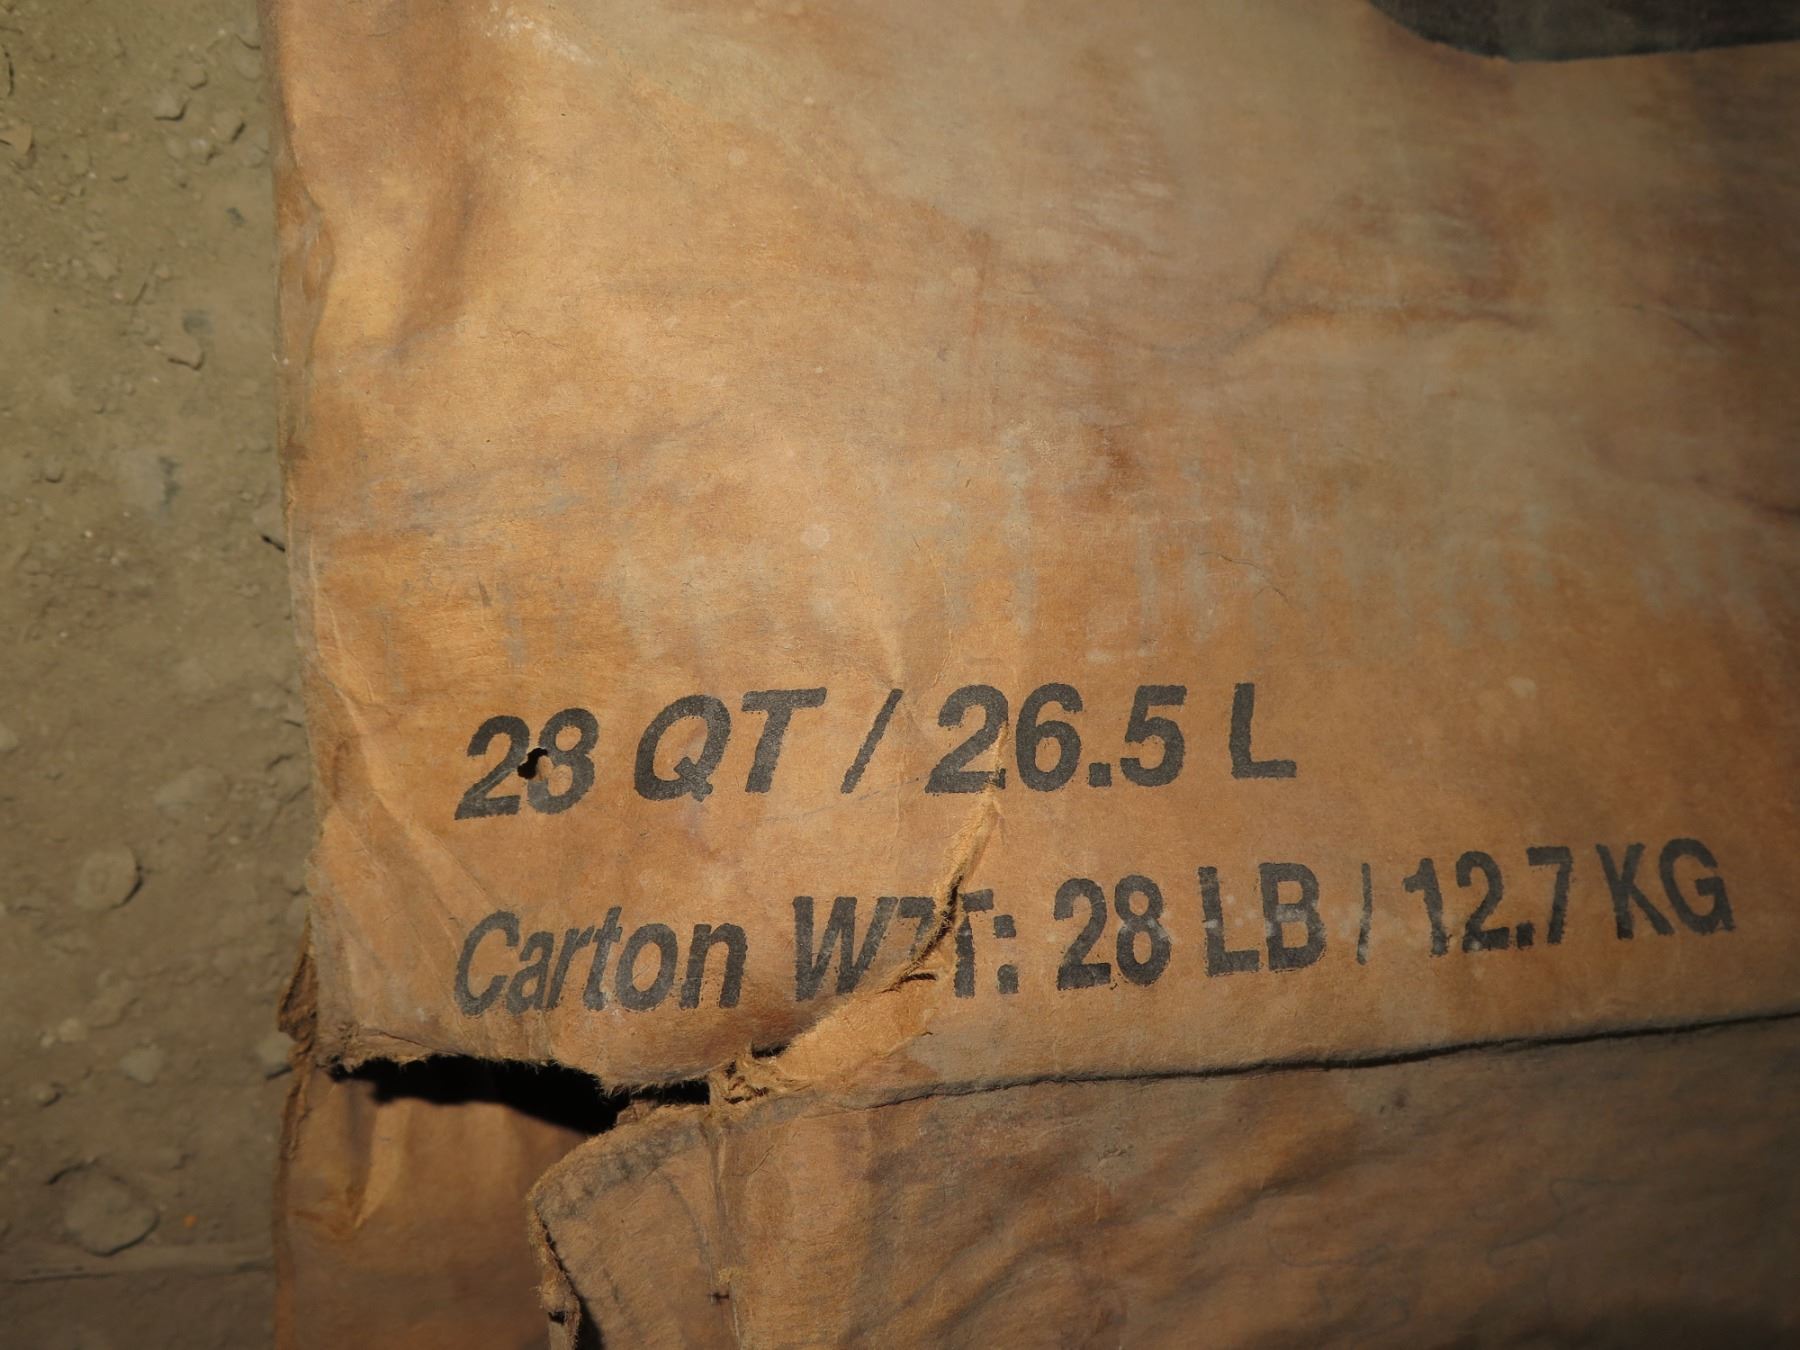 28 QT / 26.5 L
Carton WT: 28 LB / 12.7 KG